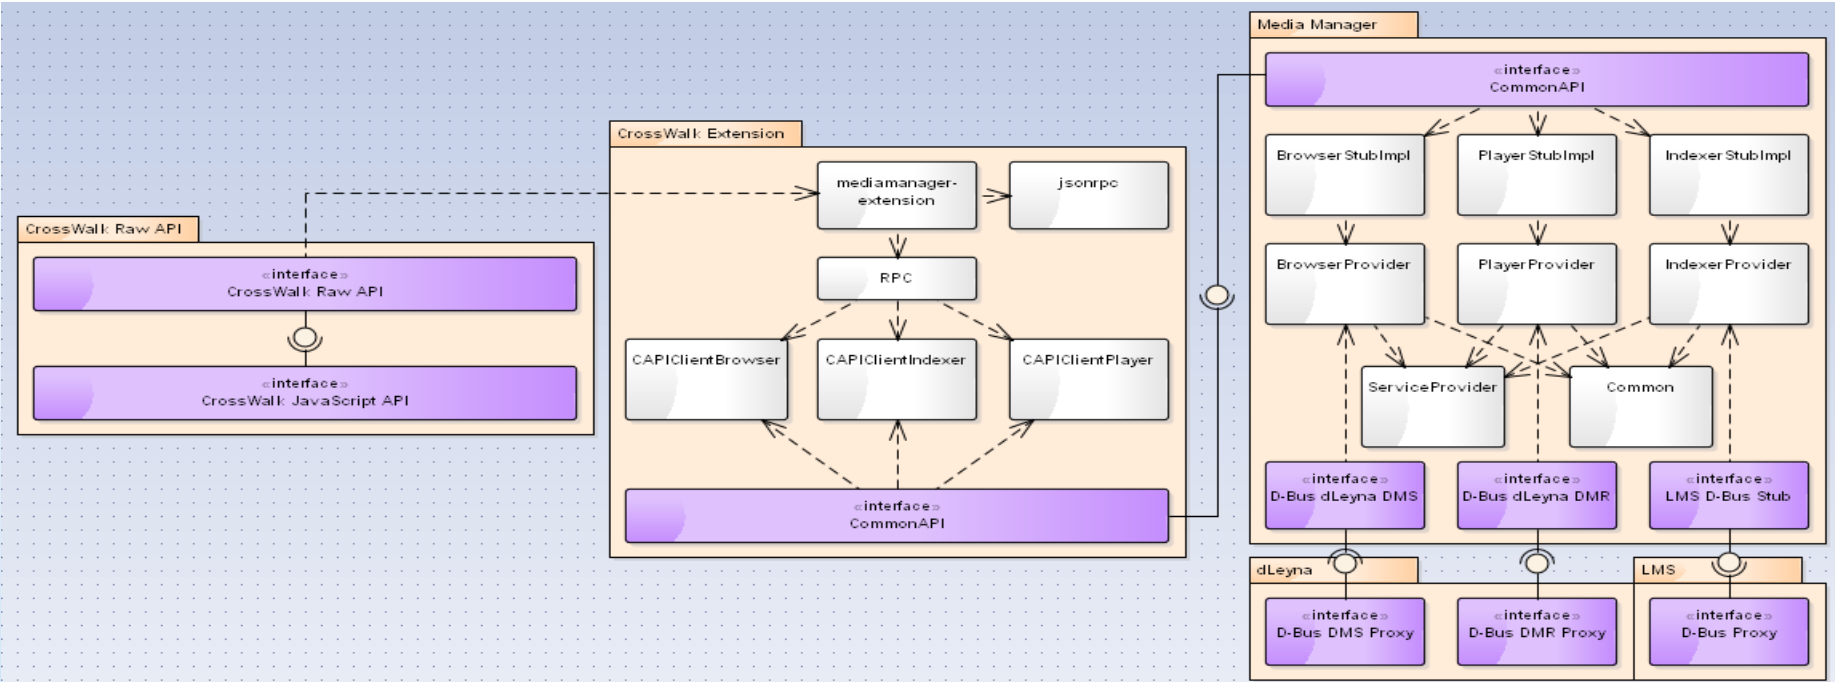 CrossWalk Raw API
«interface»
CrossWalk Raw API
«interface»
CrossWalk JavaScript API
CrossWalk Extension
mediamanager-
extension
jsonrpc
RPC
CAPIClientBrowser
CAPIClientIndexer
CAPIClientPlayer
«interface»
CommonAPI
Media Manager
«interface»
CommonAPI
BrowserStubImpl
PlayerStubImpl
IndexerStubImpl
BrowserProvider
PlayerProvider
IndexerProvider
ServiceProvider
Common
«interface»
D-Bus dLeyna DMS
«interface»
D-Bus dLeyna DMR
«interface»
LMS D-Bus Stub
dLeyna
«interface»
D-Bus DMS Proxy
«interface»
D-Bus DMR Proxy
LMS
«interface»
D-Bus Proxy